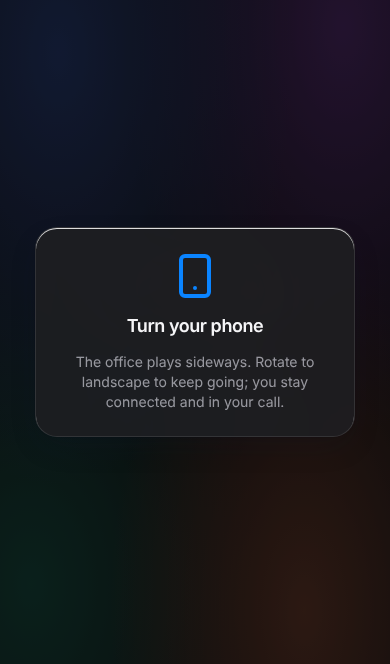 Turn your phone
The office plays sideways. Rotate to
landscape to keep going; you stay
connected and in your call.